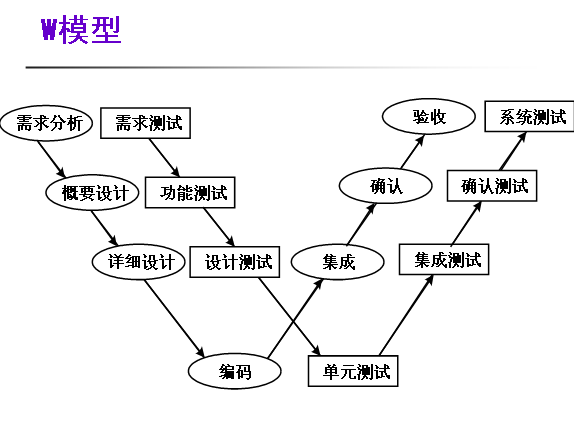 W模型
需求分析
需求测试
验收
系统测试
概要设计
功能测试
确认
确认测试
详细设计
设计测试
集成
集成测试
编码
单元测试